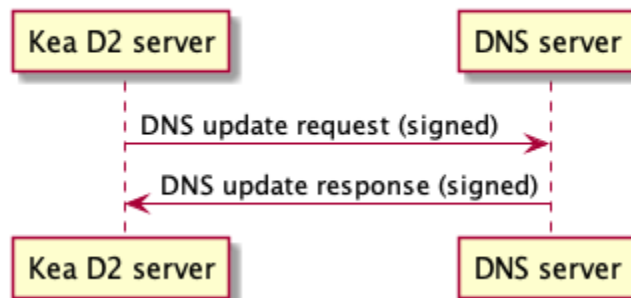 Kea D2 server
DNS server
DNS update request (signed)
DNS update response (signed)
Kea D2 server
DNS server